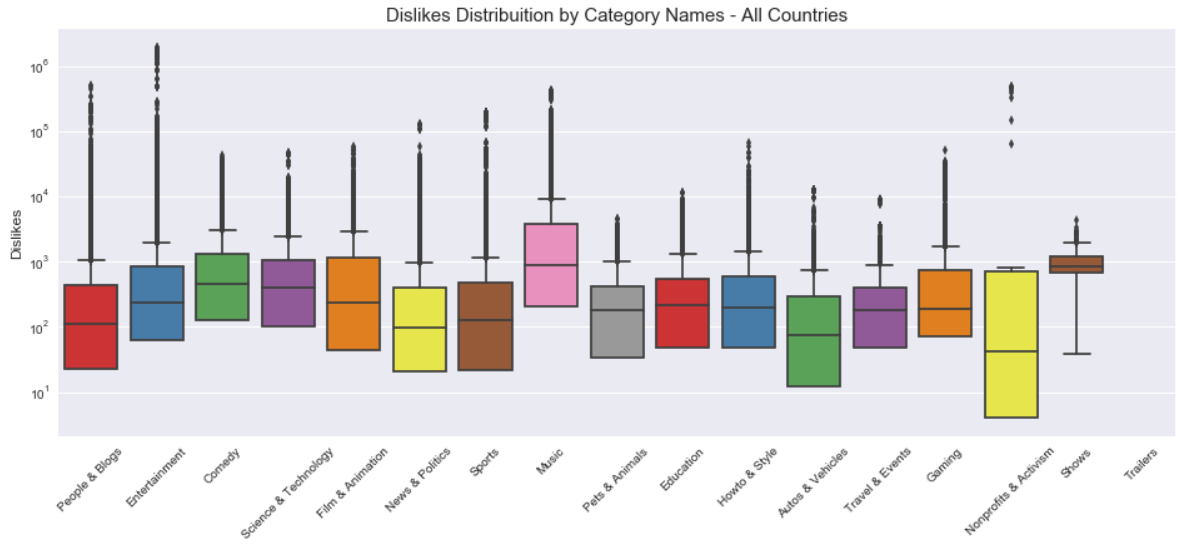 Dislikes Distribuition by Category Names - All Countries
Dislikes
10⁶
10⁵
10⁴
10³
10²
10¹
People & Blogs
Entertainment
Comedy
Science & Technology
Film & Animation
News & Politics
Sports
Music
Pets & Animals
Education
Howto & Style
Autos & Vehicles
Travel & Events
Gaming
Nonprofits & Activism
Shows
Trailers